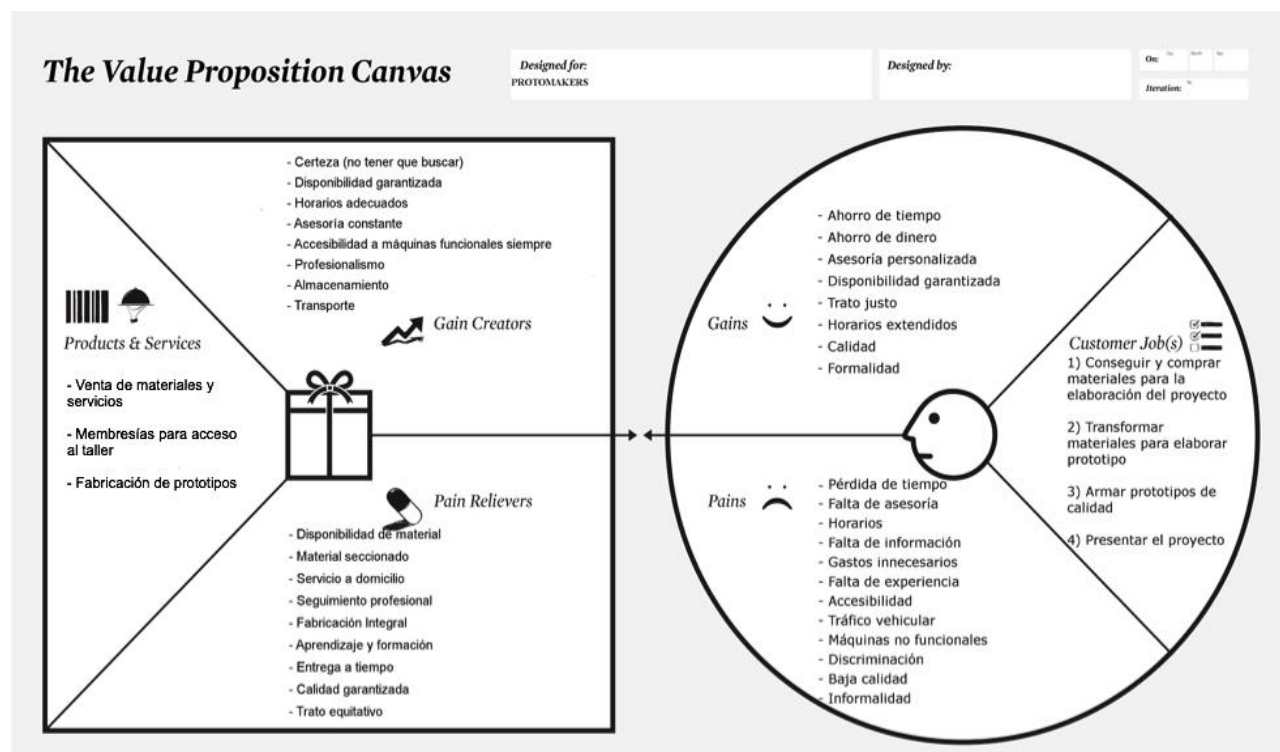 The Value Proposition Canvas
Designed for:
PROTOMAKERS
Designed by:
On:
Iteration:
- Certeza (no tener que buscar)
- Disponibilidad garantizada
- Horarios adecuados
- Asesoría constante
- Accesibilidad a máquinas funcionales siempre
- Profesionalismo
- Almacenamiento
- Transporte
Gain Creators
Products & Services
- Venta de materiales y
servicios
- Membresías para acceso
al taller
- Fabricación de prototipos
Pain Relievers
- Disponibilidad de material
- Material seccionado
- Servicio a domicilio
- Seguimiento profesional
- Fabricación Integral
- Aprendizaje y formación
- Entrega a tiempo
- Calidad garantizada
- Trato equitativo
- Ahorro de tiempo
- Ahorro de dinero
- Asesoría personalizada
- Disponibilidad garantizada
- Trato justo
- Horarios extendidos
- Calidad
- Formalidad
Gains
Customer Job(s)
1) Conseguir y comprar
materiales para la
elaboración del proyecto
2) Transformar
materiales para elaborar
prototipo
3) Armar prototipos de
calidad
4) Presentar el proyecto
Pains
- Pérdida de tiempo
- Falta de asesoría
- Horarios
- Falta de información
- Gastos innecesarios
- Falta de experiencia
- Accesibilidad
- Tráfico vehicular
- Máquinas no funcionales
- Discriminación
- Baja calidad
- Informalidad